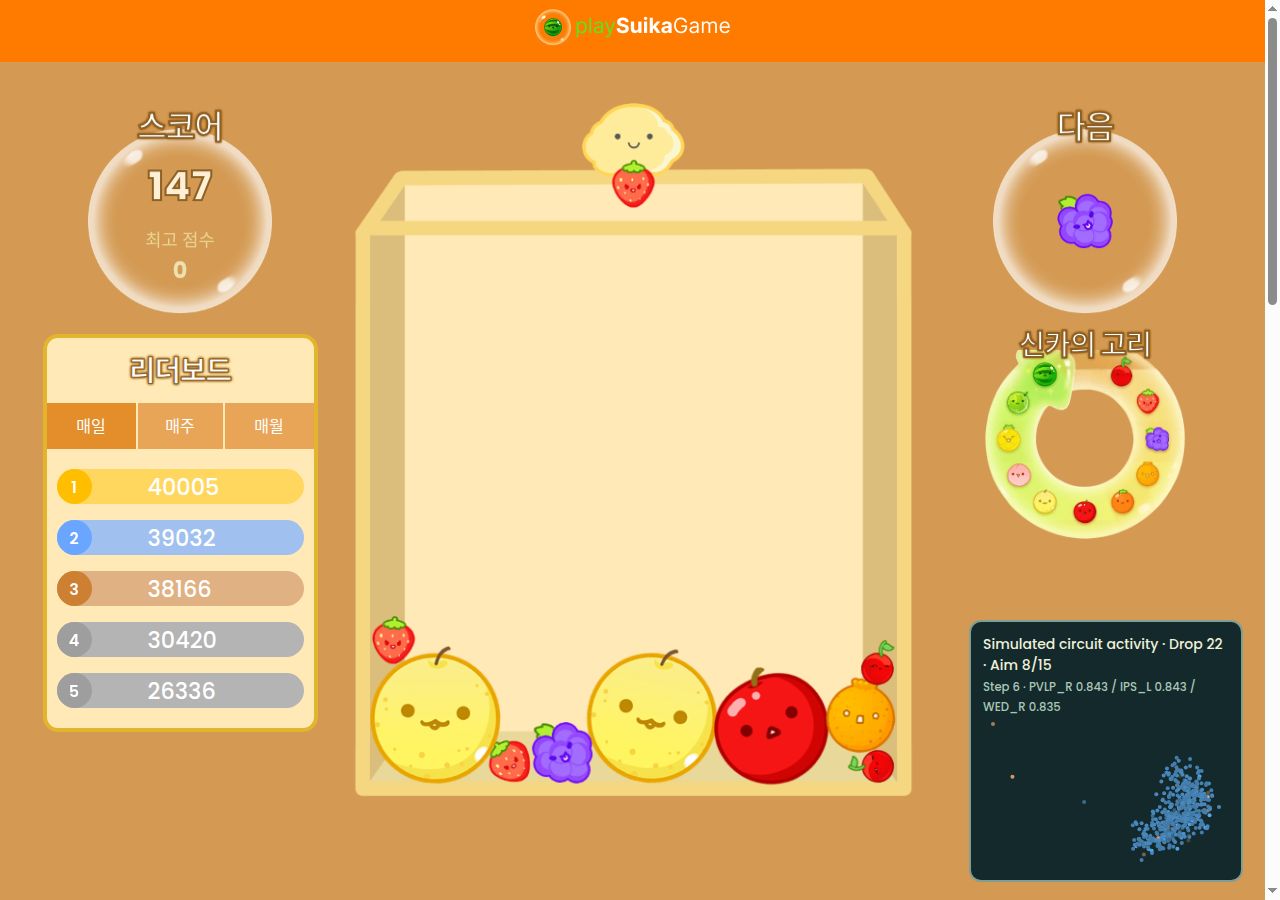 playSuikaGame
스코어
147
최고 점수
0
다음
리더보드
매일 매주 매월
1 40005
2 39032
3 38166
4 30420
5 26336
신카의 고리
Simulated circuit activity · Drop 22
· Aim 8/15
Step 6 · PVLP_R 0.843 / IPS_L 0.843 /
WED_R 0.835